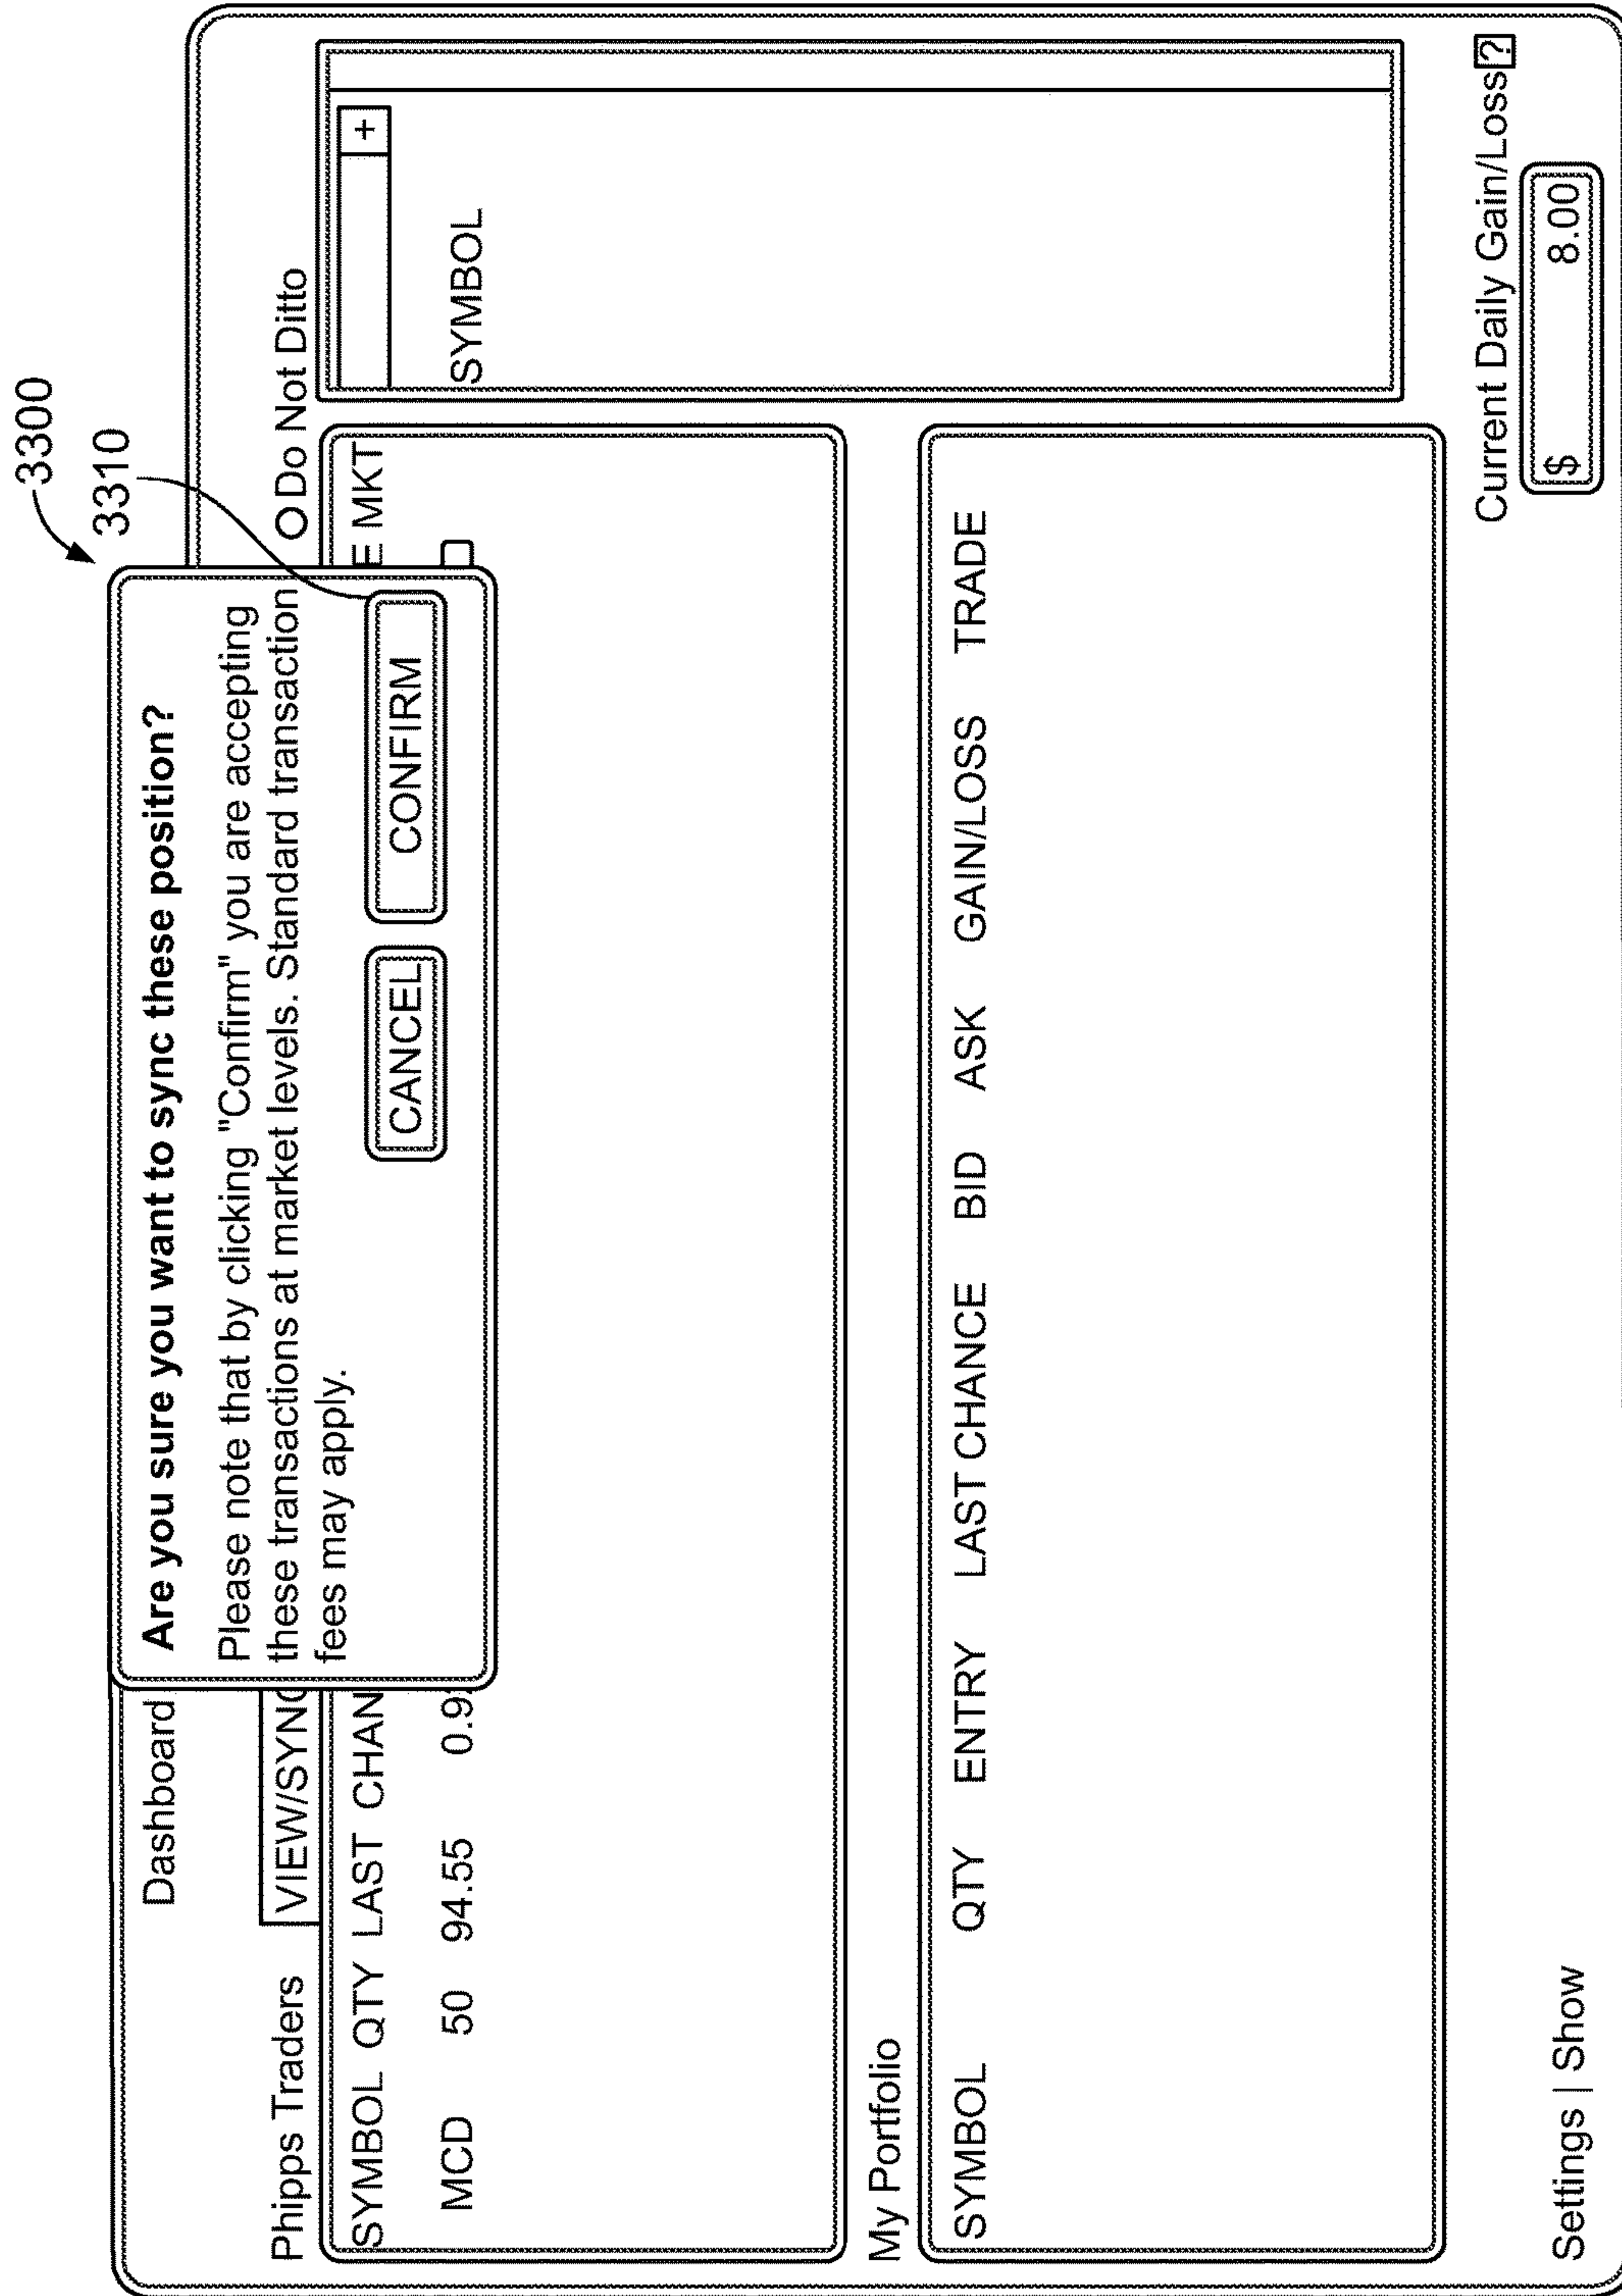 3300
3310
Dashboard
Are you sure you want to sync these position?
Please note that by clicking "Confirm" you are accepting
these transactions at market levels. Standard transaction
fees may apply.
CANCEL
CONFIRM
Phipps Traders
VIEW/SYNC
O Do Not Ditto
SYMBOL QTY LAST CHAN
E MKT
MCD 50 94.55 0.9
+
SYMBOL
My Portfolio
SYMBOL QTY ENTRY LAST CHANCE BID ASK GAIN/LOSS TRADE
Current Daily Gain/Loss ?
$ 8.00
Settings | Show